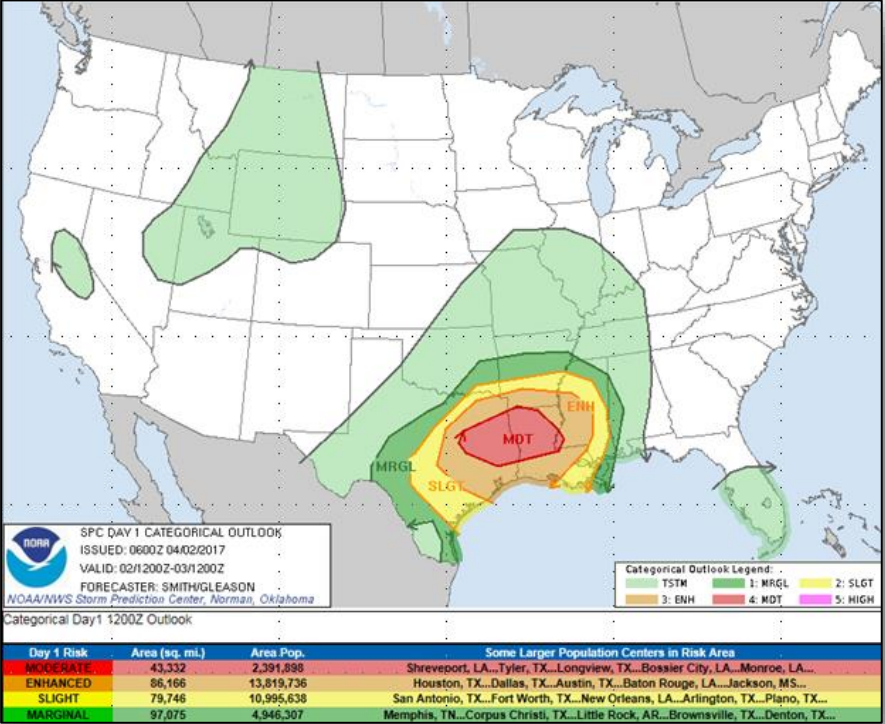 MRGL
SLGT
MDT
ENH
NOAA
SPC DAY 1 CATEGORICAL OUTLOOK
ISSUED: 0600Z 04/02/2017
VALID: 02/1200Z-03/1200Z
FORECASTER: SMITH/GLEASON
NOAA/NWS Storm Prediction Center, Norman, Oklahoma
Categorical Outlook Legend:
TSTM 1: MRGL 2: SLGT
3: ENH 4: MDT 5: HIGH
Categorical Day1 1200Z Outlook
Day 1 Risk Area (sq. mi.) Area Pop. Some Larger Population Centers in Risk Area
MODERATE 43,332 2,391,898 Shreveport, LA...Tyler, TX...Longview, TX...Bossier City, LA...Monroe, LA...
ENHANCED 86,166 13,819,736 Houston, TX...Dallas, TX...Austin, TX...Baton Rouge, LA...Jackson, MS...
SLIGHT 79,746 10,995,638 San Antonio, TX...Fort Worth, TX...New Orleans, LA...Arlington, TX...Plano, TX...
MARGINAL 97,075 4,946,307 Memphis, TN...Corpus Christi, TX...Little Rock, AR...Brownsville, TX...Denton, TX...